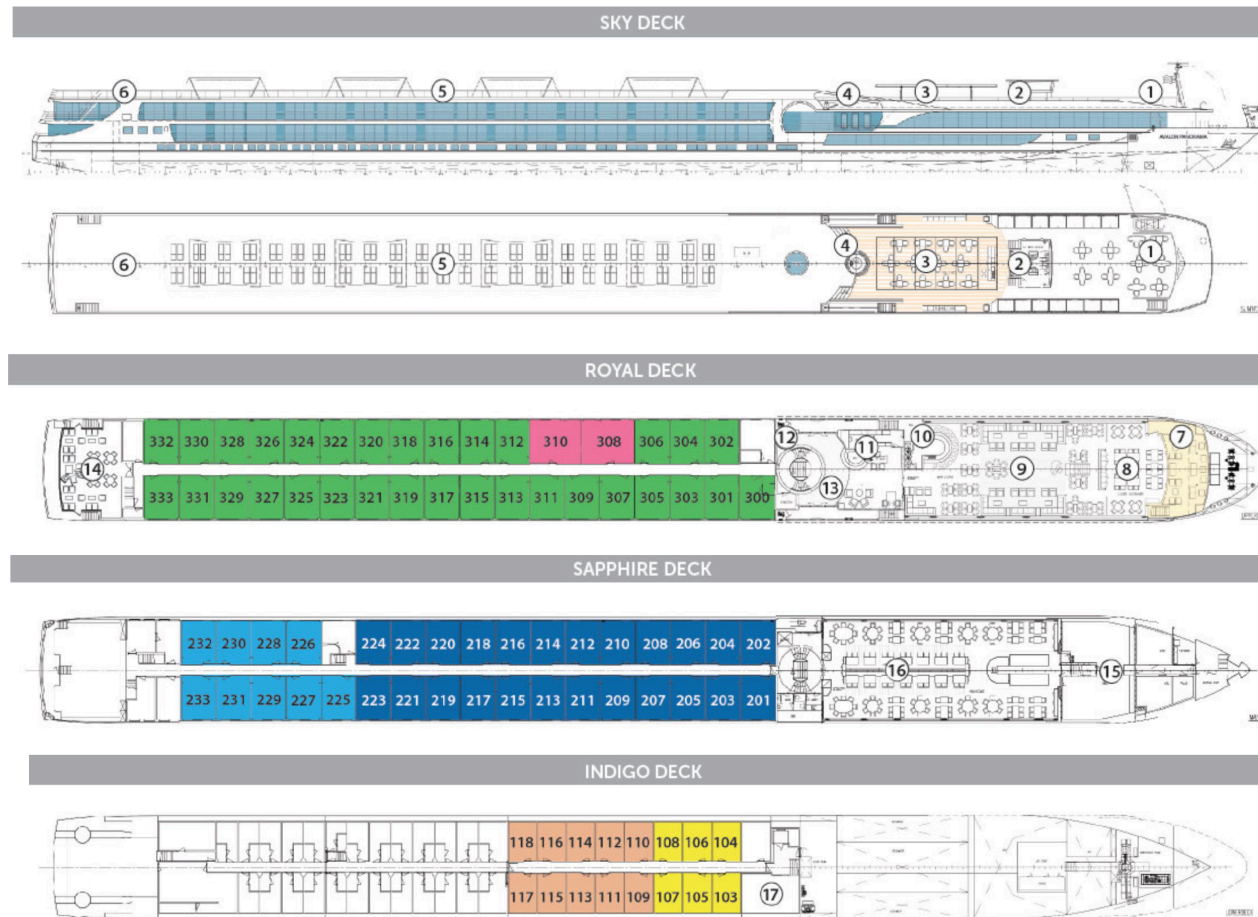 SKY DECK
6 5 4 3 2 1
AVALON PANORAMA
6 5 4 3 2 1
ROYAL DECK
332 330 328 326 324 322 320 318 316 314 312 310 308 306 304 302
12 11 10 7
14 13 9 8
333 331 329 327 325 323 321 319 317 315 313 311 309 307 305 303 301 300
SAPPHIRE DECK
232 230 228 226 224 222 220 218 216 214 212 210 208 206 204 202
16 15
233 231 229 227 225 223 221 219 217 215 213 211 209 207 205 203 201
INDIGO DECK
118 116 114 112 110 108 106 104
117 115 113 111 109 107 105 103 17